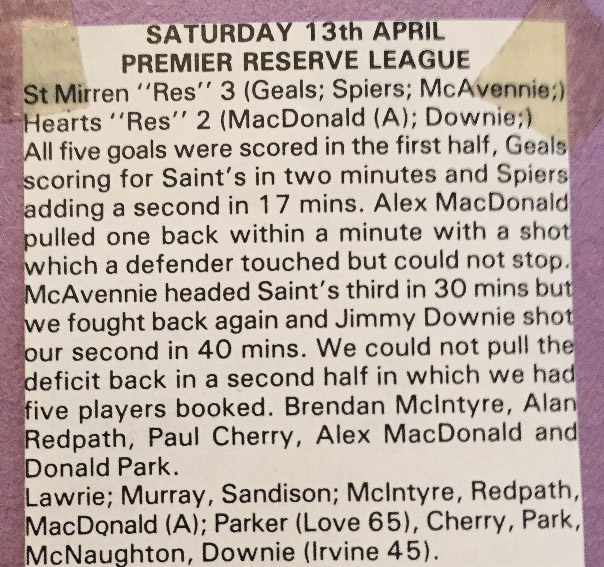 SATURDAY 13th APRIL
PREMIER RESERVE LEAGUE
St Mirren "Res" 3 (Geals; Spiers; McAvennie;)
Hearts "Res" 2 (MacDonald (A); Downie;)
All five goals were scored in the first half, Geals
scoring for Saint's in two minutes and Spiers
adding a second in 17 mins. Alex MacDonald
pulled one back within a minute with a shot
which a defender touched but could not stop.
McAvennie headed Saint's third in 30 mins but
we fought back again and Jimmy Downie shot
our second in 40 mins. We could not pull the
deficit back in a second half in which we had
five players booked. Brendan McIntyre, Alan
Redpath, Paul Cherry, Alex MacDonald and
Donald Park.
Lawrie; Murray, Sandison; McIntyre, Redpath,
MacDonald (A); Parker (Love 65), Cherry, Park,
McNaughton, Downie (Irvine 45).